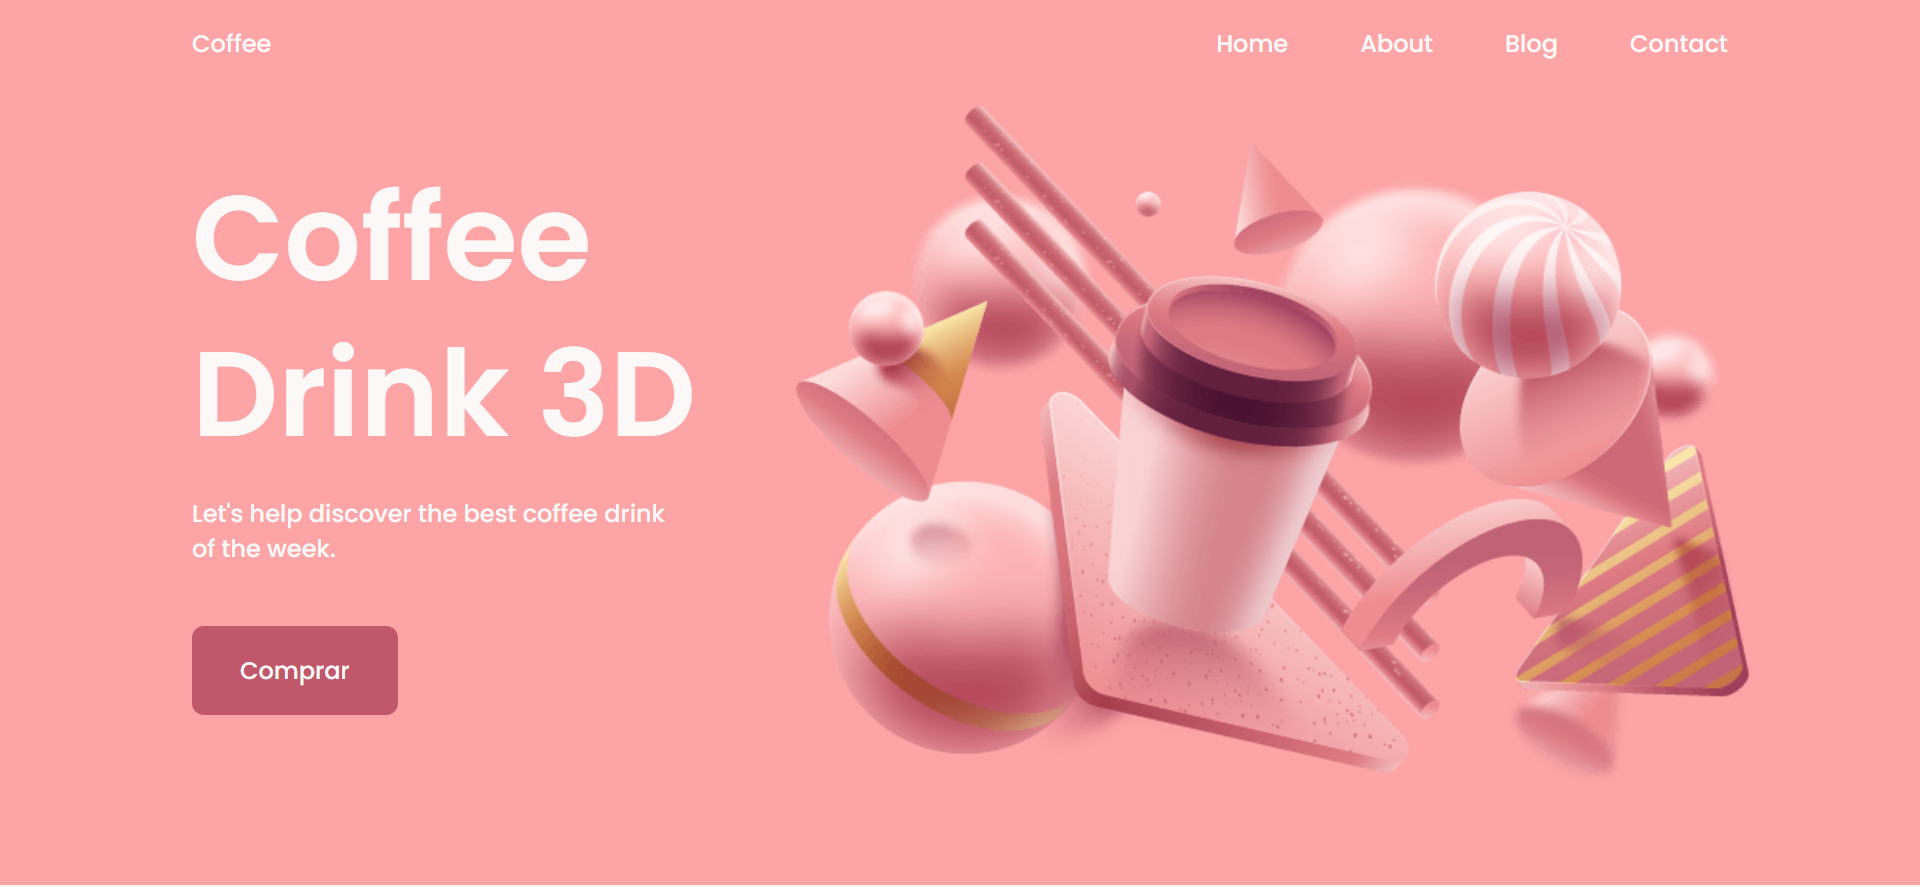 Coffee
Home About Blog Contact
Coffee
Drink 3D
Let's help discover the best coffee drink
of the week.
Comprar